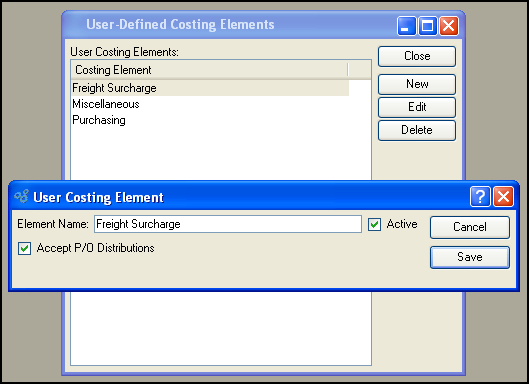 User-Defined Costing Elements
User Costing Elements:
Close
Costing Element
Freight Surcharge
New
Miscellaneous
Edit
Purchasing
Delete
User Costing Element
?
Element Name: Freight Surcharge Active
Cancel
Accept P/O Distributions
Save